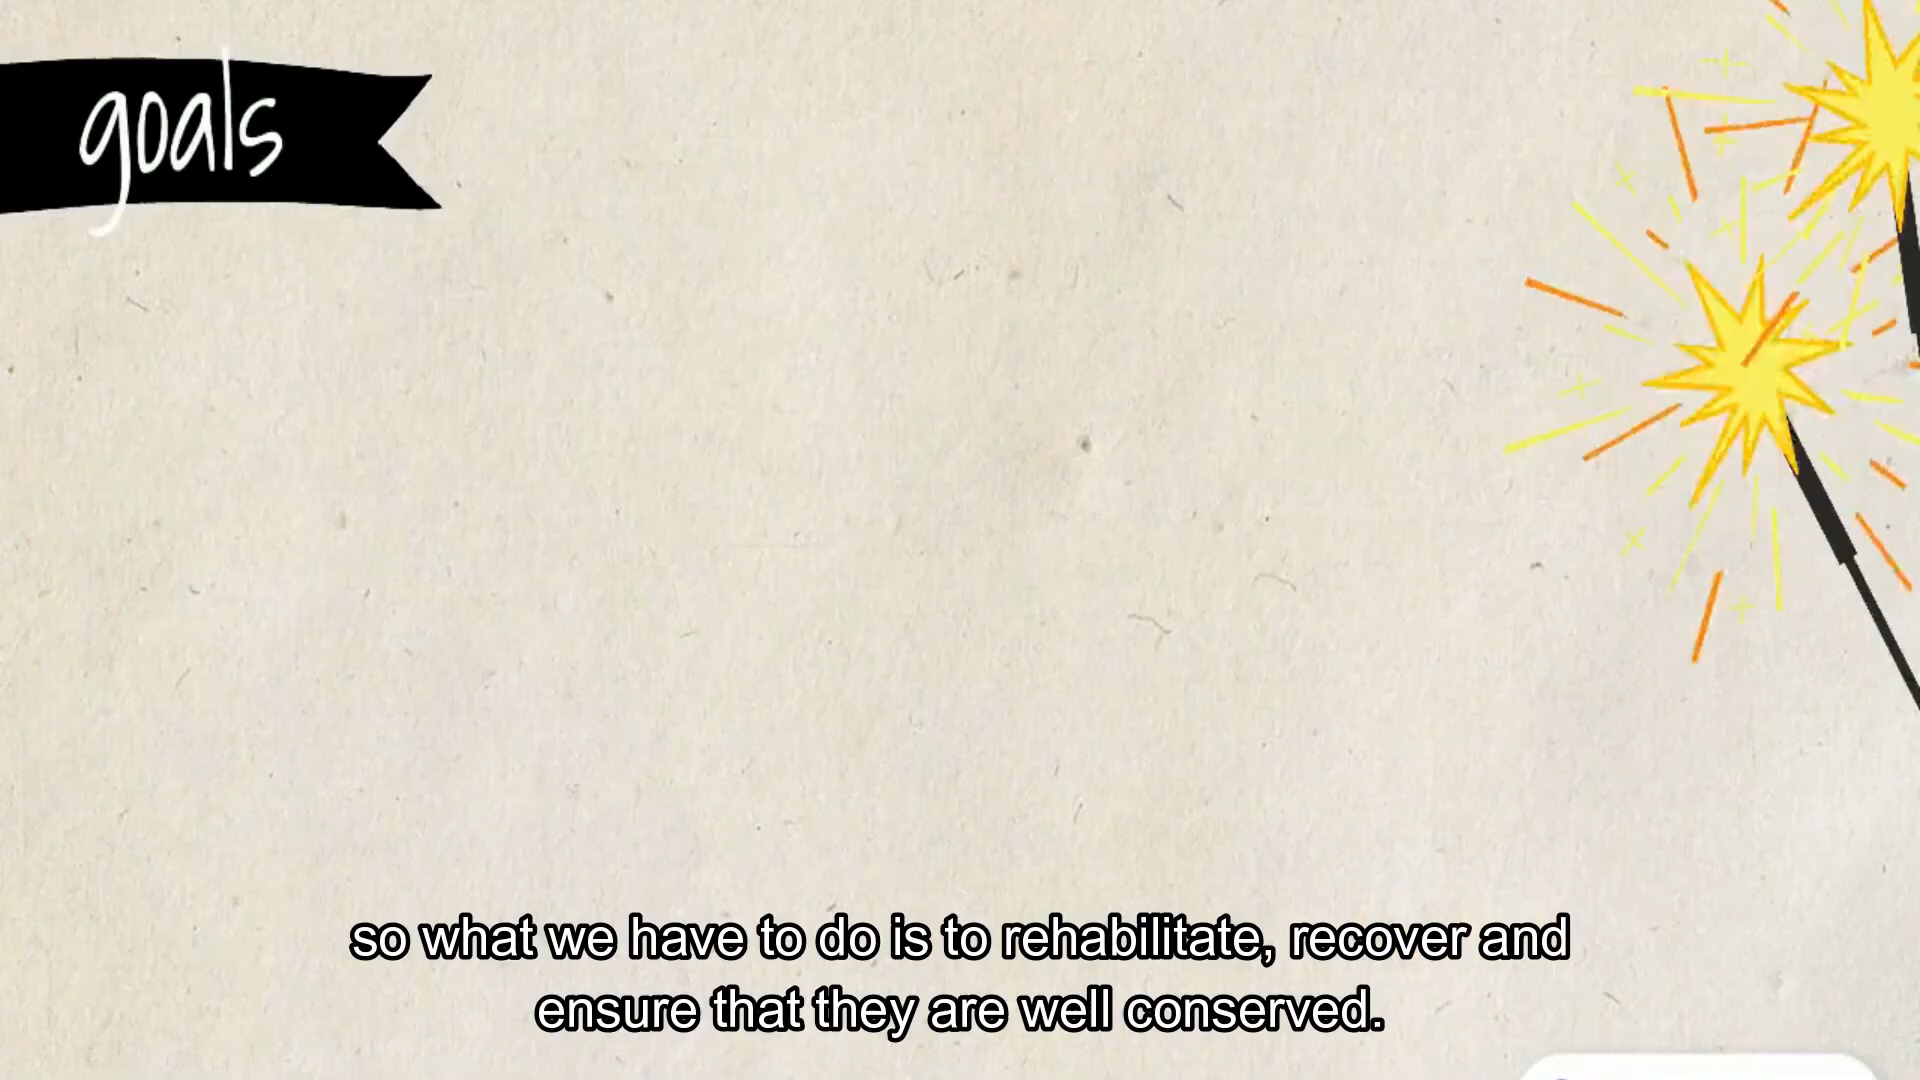 goals
so what we have to do is to rehabilitate, recover and
ensure that they are well conserved.